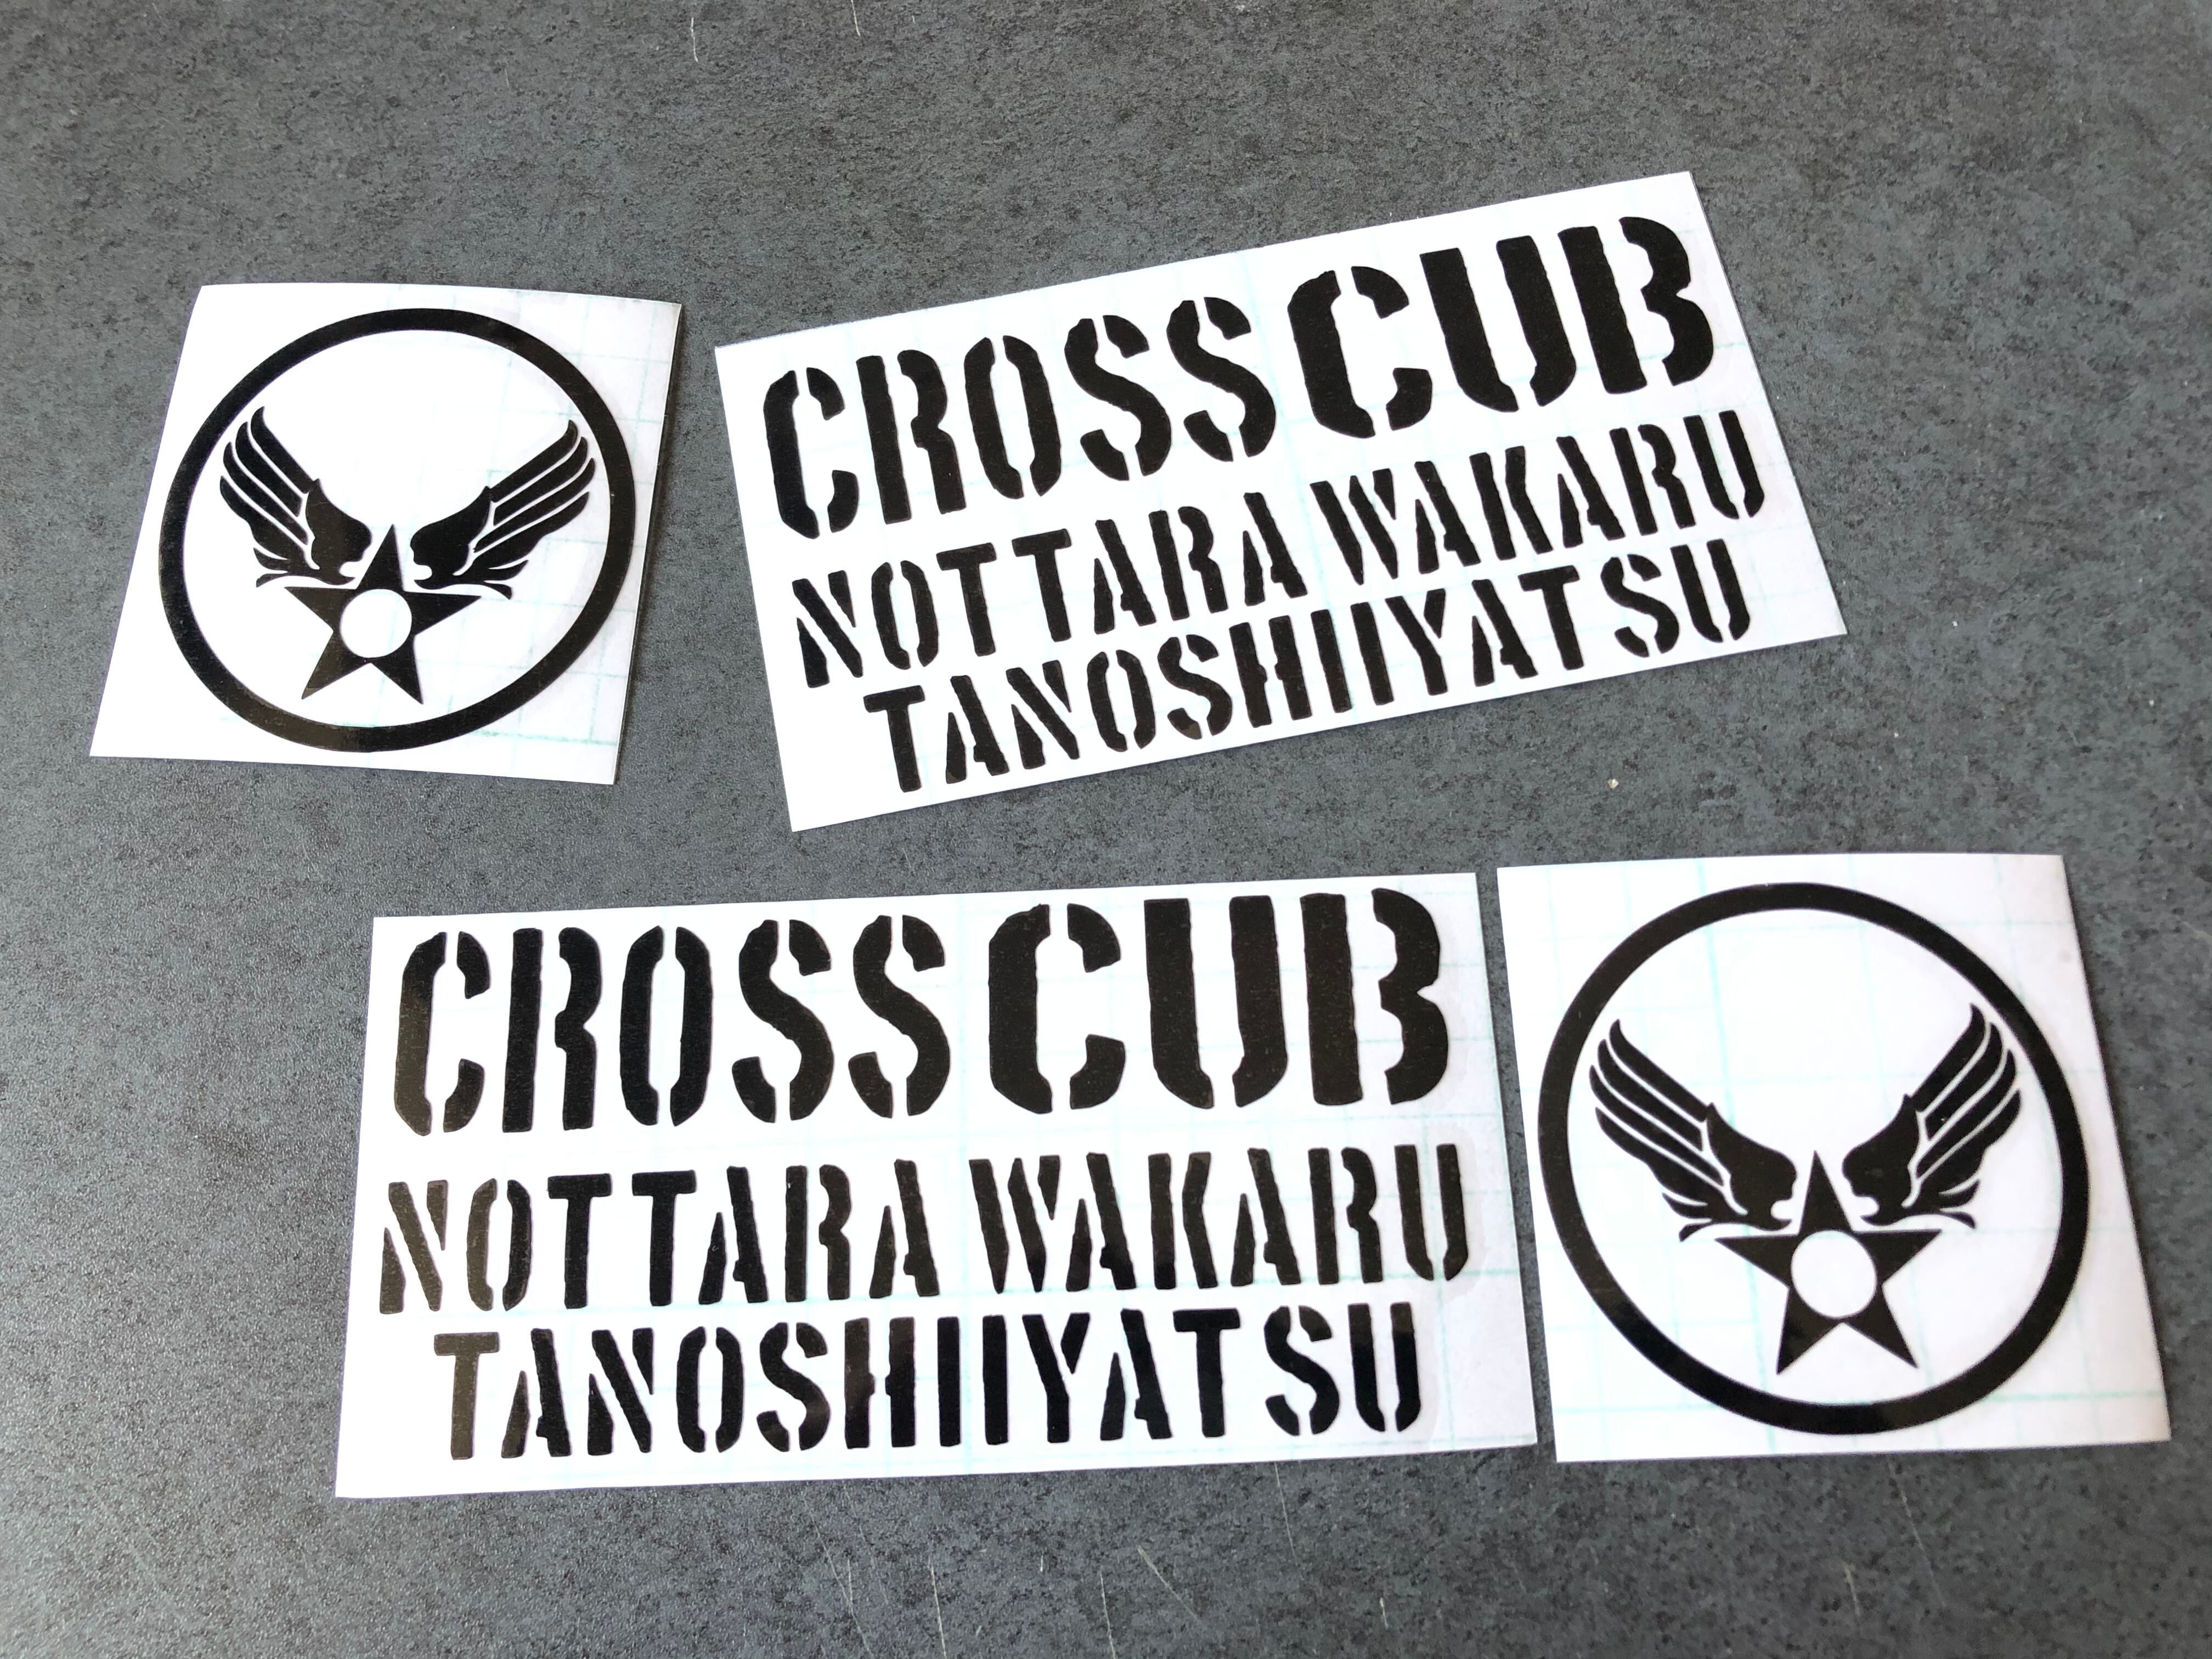 CROSS CUB
NOTTARA WAKARU
TANOSHIIYATSU
CROSS CUB
NOTTARA WAKARU
TANOSHIIYATSU